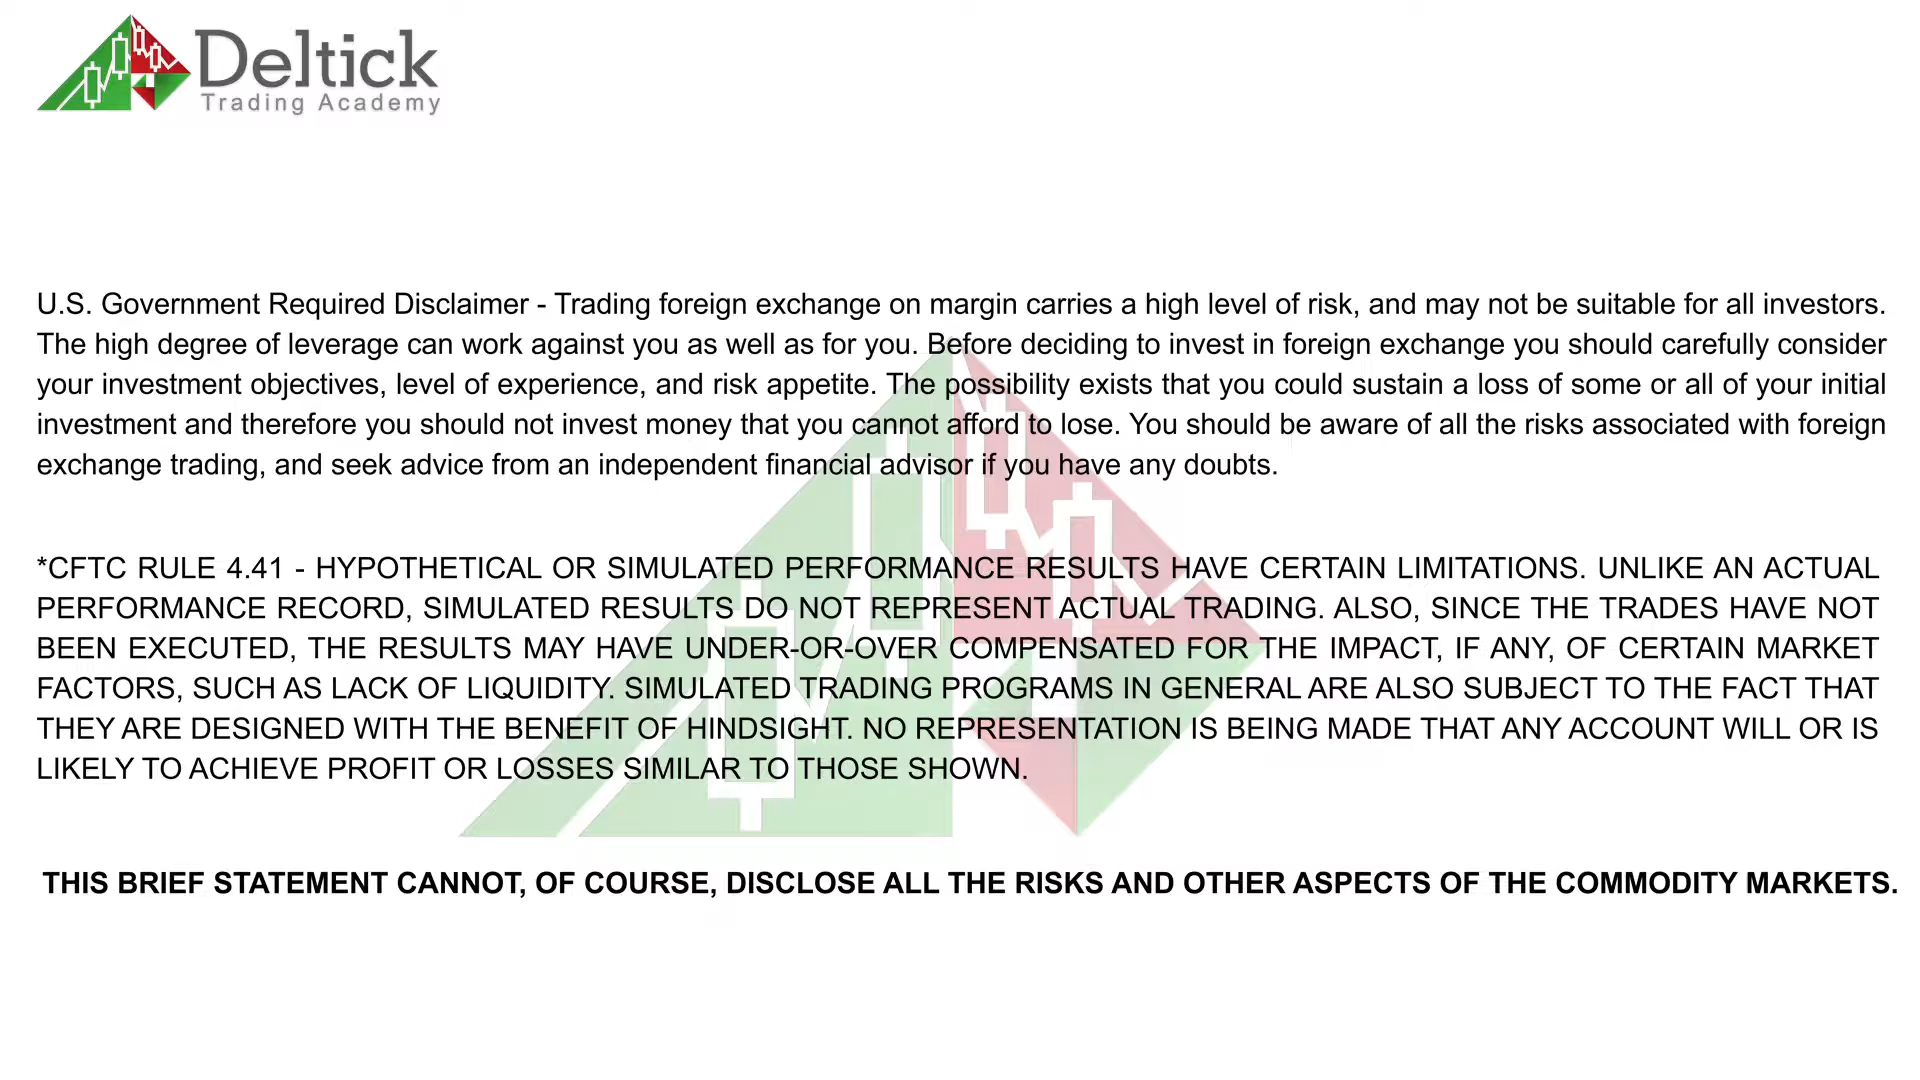 Deltick
Trading Academy
U.S. Government Required Disclaimer - Trading foreign exchange on margin carries a high level of risk, and may not be suitable for all investors.
The high degree of leverage can work against you as well as for you. Before deciding to invest in foreign exchange you should carefully consider
your investment objectives, level of experience, and risk appetite. The possibility exists that you could sustain a loss of some or all of your initial
investment and therefore you should not invest money that you cannot afford to lose. You should be aware of all the risks associated with foreign
exchange trading, and seek advice from an independent financial advisor if you have any doubts.
*CFTC RULE 4.41 - HYPOTHETICAL OR SIMULATED PERFORMANCE RESULTS HAVE CERTAIN LIMITATIONS. UNLIKE AN ACTUAL
PERFORMANCE RECORD, SIMULATED RESULTS DO NOT REPRESENT ACTUAL TRADING. ALSO, SINCE THE TRADES HAVE NOT
BEEN EXECUTED, THE RESULTS MAY HAVE UNDER-OR-OVER COMPENSATED FOR THE IMPACT, IF ANY, OF CERTAIN MARKET
FACTORS, SUCH AS LACK OF LIQUIDITY. SIMULATED TRADING PROGRAMS IN GENERAL ARE ALSO SUBJECT TO THE FACT THAT
THEY ARE DESIGNED WITH THE BENEFIT OF HINDSIGHT. NO REPRESENTATION IS BEING MADE THAT ANY ACCOUNT WILL OR IS
LIKELY TO ACHIEVE PROFIT OR LOSSES SIMILAR TO THOSE SHOWN.
THIS BRIEF STATEMENT CANNOT, OF COURSE, DISCLOSE ALL THE RISKS AND OTHER ASPECTS OF THE COMMODITY MARKETS.